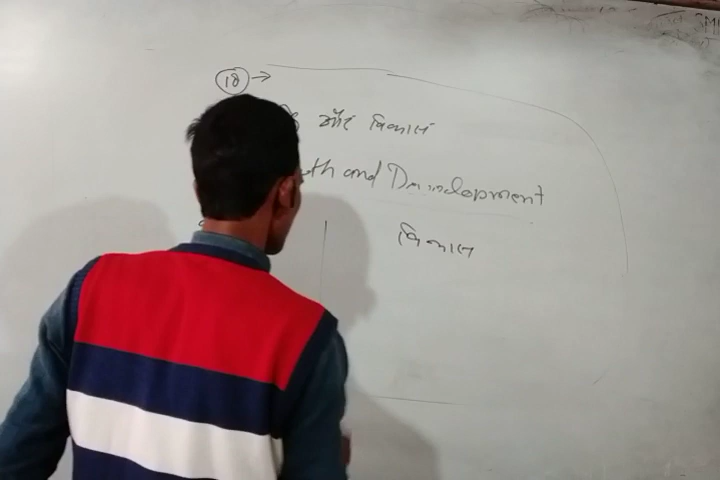 18 →
और विकास
th and Development
विकास